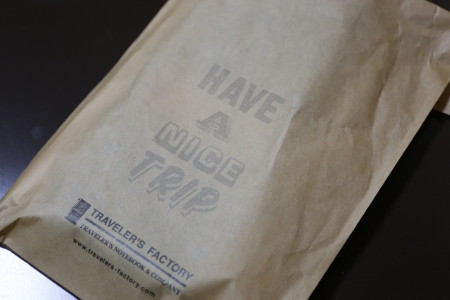 HAVE
A
NICE
TRIP
TRAVELER'S FACTORY
TRAVELER'S NOTEBOOK & COMPANY
www.travelers-factory.com